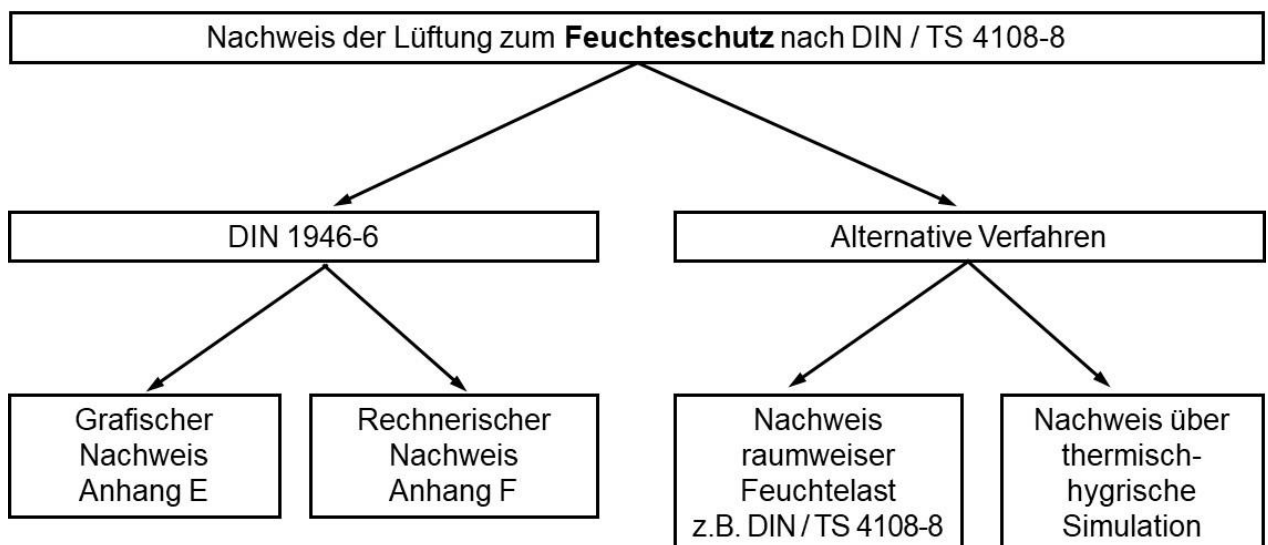 Nachweis der Lüftung zum Feuchteschutz nach DIN / TS 4108-8
DIN 1946-6
Alternative Verfahren
Grafischer
Nachweis
Anhang E
Rechnerischer
Nachweis
Anhang F
Nachweis
raumweiser
Feuchtelast
z.B. DIN / TS 4108-8
Nachweis über
thermisch-
hygrische
Simulation